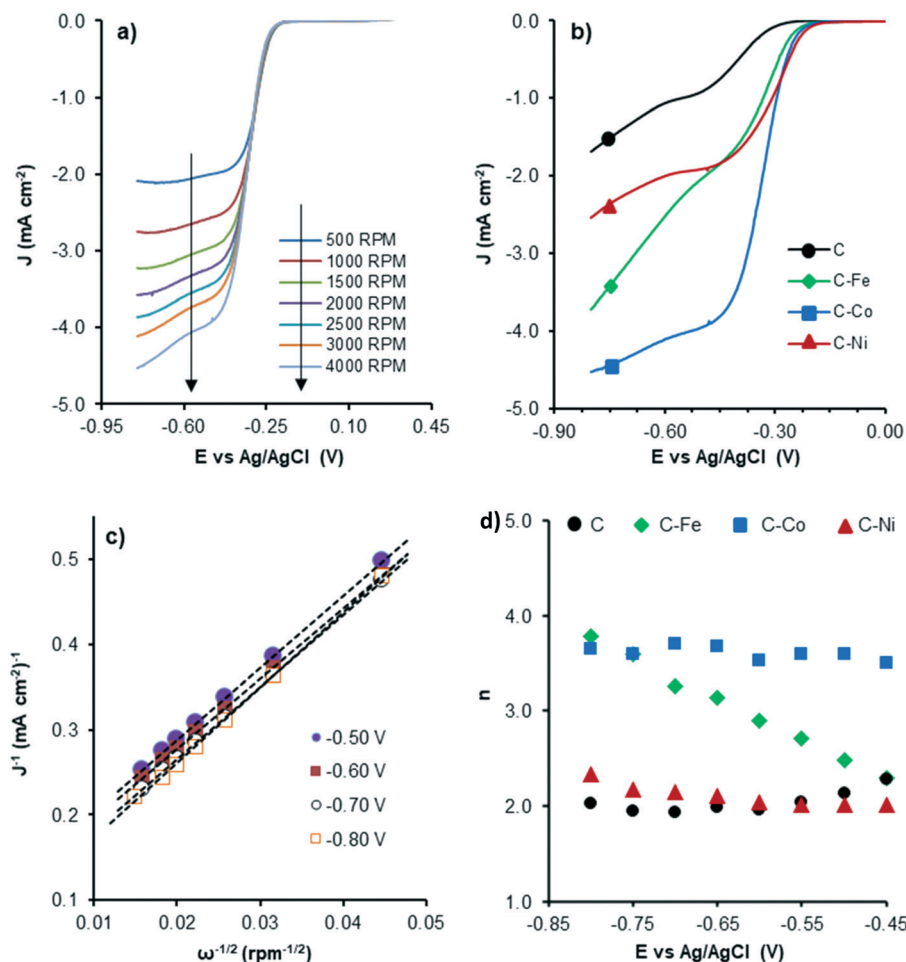 a)
0.0
-1.0
-2.0
-3.0
-4.0
-5.0
J (mA cm⁻²)
500 RPM
1000 RPM
1500 RPM
2000 RPM
2500 RPM
3000 RPM
4000 RPM
-0.95 -0.60 -0.25 0.10 0.45
E vs Ag/AgCl (V)
b)
0.0
-1.0
-2.0
-3.0
-4.0
-5.0
J (mA cm⁻²)
C
C-Fe
C-Co
C-Ni
-0.90 -0.60 -0.30 0.00
E vs Ag/AgCl (V)
c)
0.5
0.4
0.3
0.2
0.1
J⁻¹ (mA cm²)⁻¹
-0.50 V
-0.60 V
-0.70 V
-0.80 V
0.01 0.02 0.03 0.04 0.05
ω⁻¹/² (rpm⁻¹/²)
d)
C C-Fe C-Co C-Ni
5.0
4.0
3.0
2.0
1.0
n
-0.85 -0.75 -0.65 -0.55 -0.45
E vs Ag/AgCl (V)